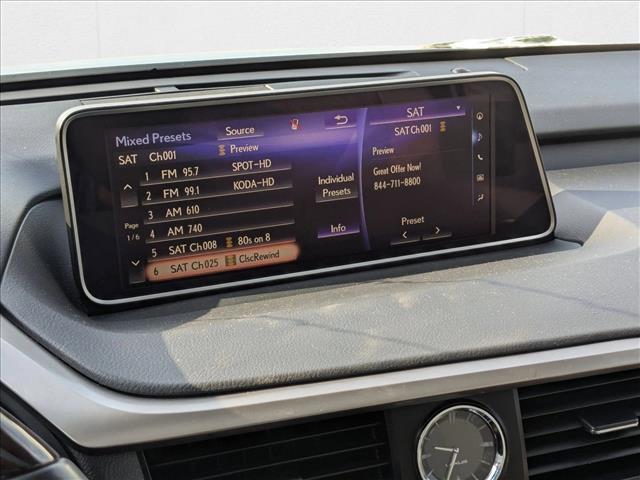 Mixed Presets
Source
SAT Ch001
Preview
1 FM 95.7 SPOT-HD
2 FM 99.1 KODA-HD
3 AM 610
4 AM 740
5 SAT Ch008 80s on 8
6 SAT Ch025 ClscRewind
Page
1/6
Individual
Presets
Info
SAT
SAT Ch001
Preview
Great Offer Now!
844-711-8800
Preset
LEXUS